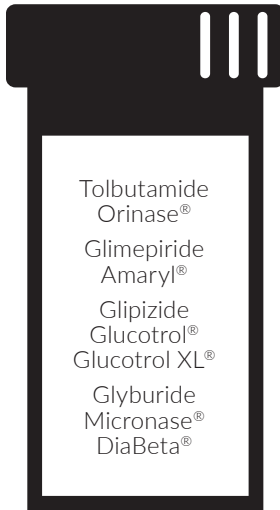 Tolbutamide
Orinase®
Glimepiride
Amaryl®
Glipizide
Glucotrol®
Glucotrol XL®
Glyburide
Micronase®
DiaBeta®